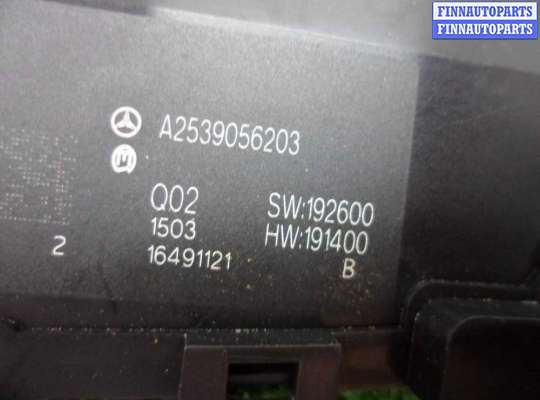 FINNAUTOPARTS
FINNAUTOPARTS
A2539056203
Q02 SW:192600
1503 HW:191400
16491121 B
2